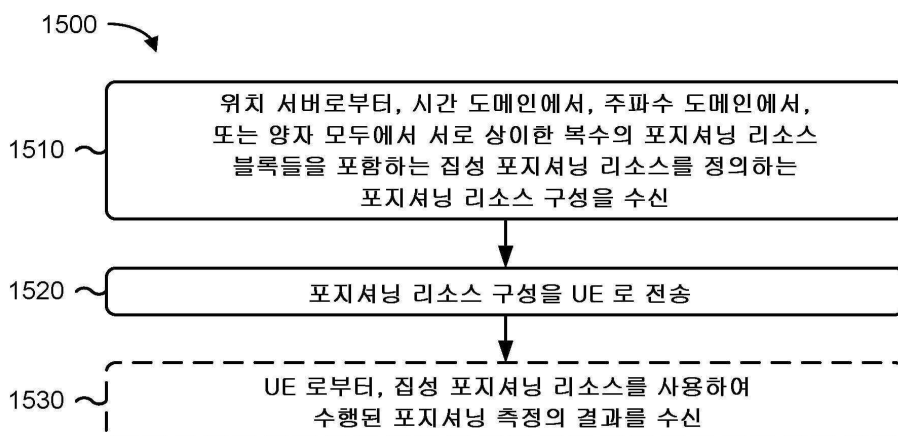 1500
위치 서버로부터, 시간 도메인에서, 주파수 도메인에서,
또는 양자 모두에서 서로 상이한 복수의 포지셔닝 리소스
1510
블록들을 포함하는 집성 포지셔닝 리소스를 정의하는
포지셔닝 리소스 구성을 수신
1520
포지셔닝 리소스 구성을 UE 로 전송
1530
UE 로부터, 집성 포지셔닝 리소스를 사용하여
수행된 포지셔닝 측정의 결과를 수신